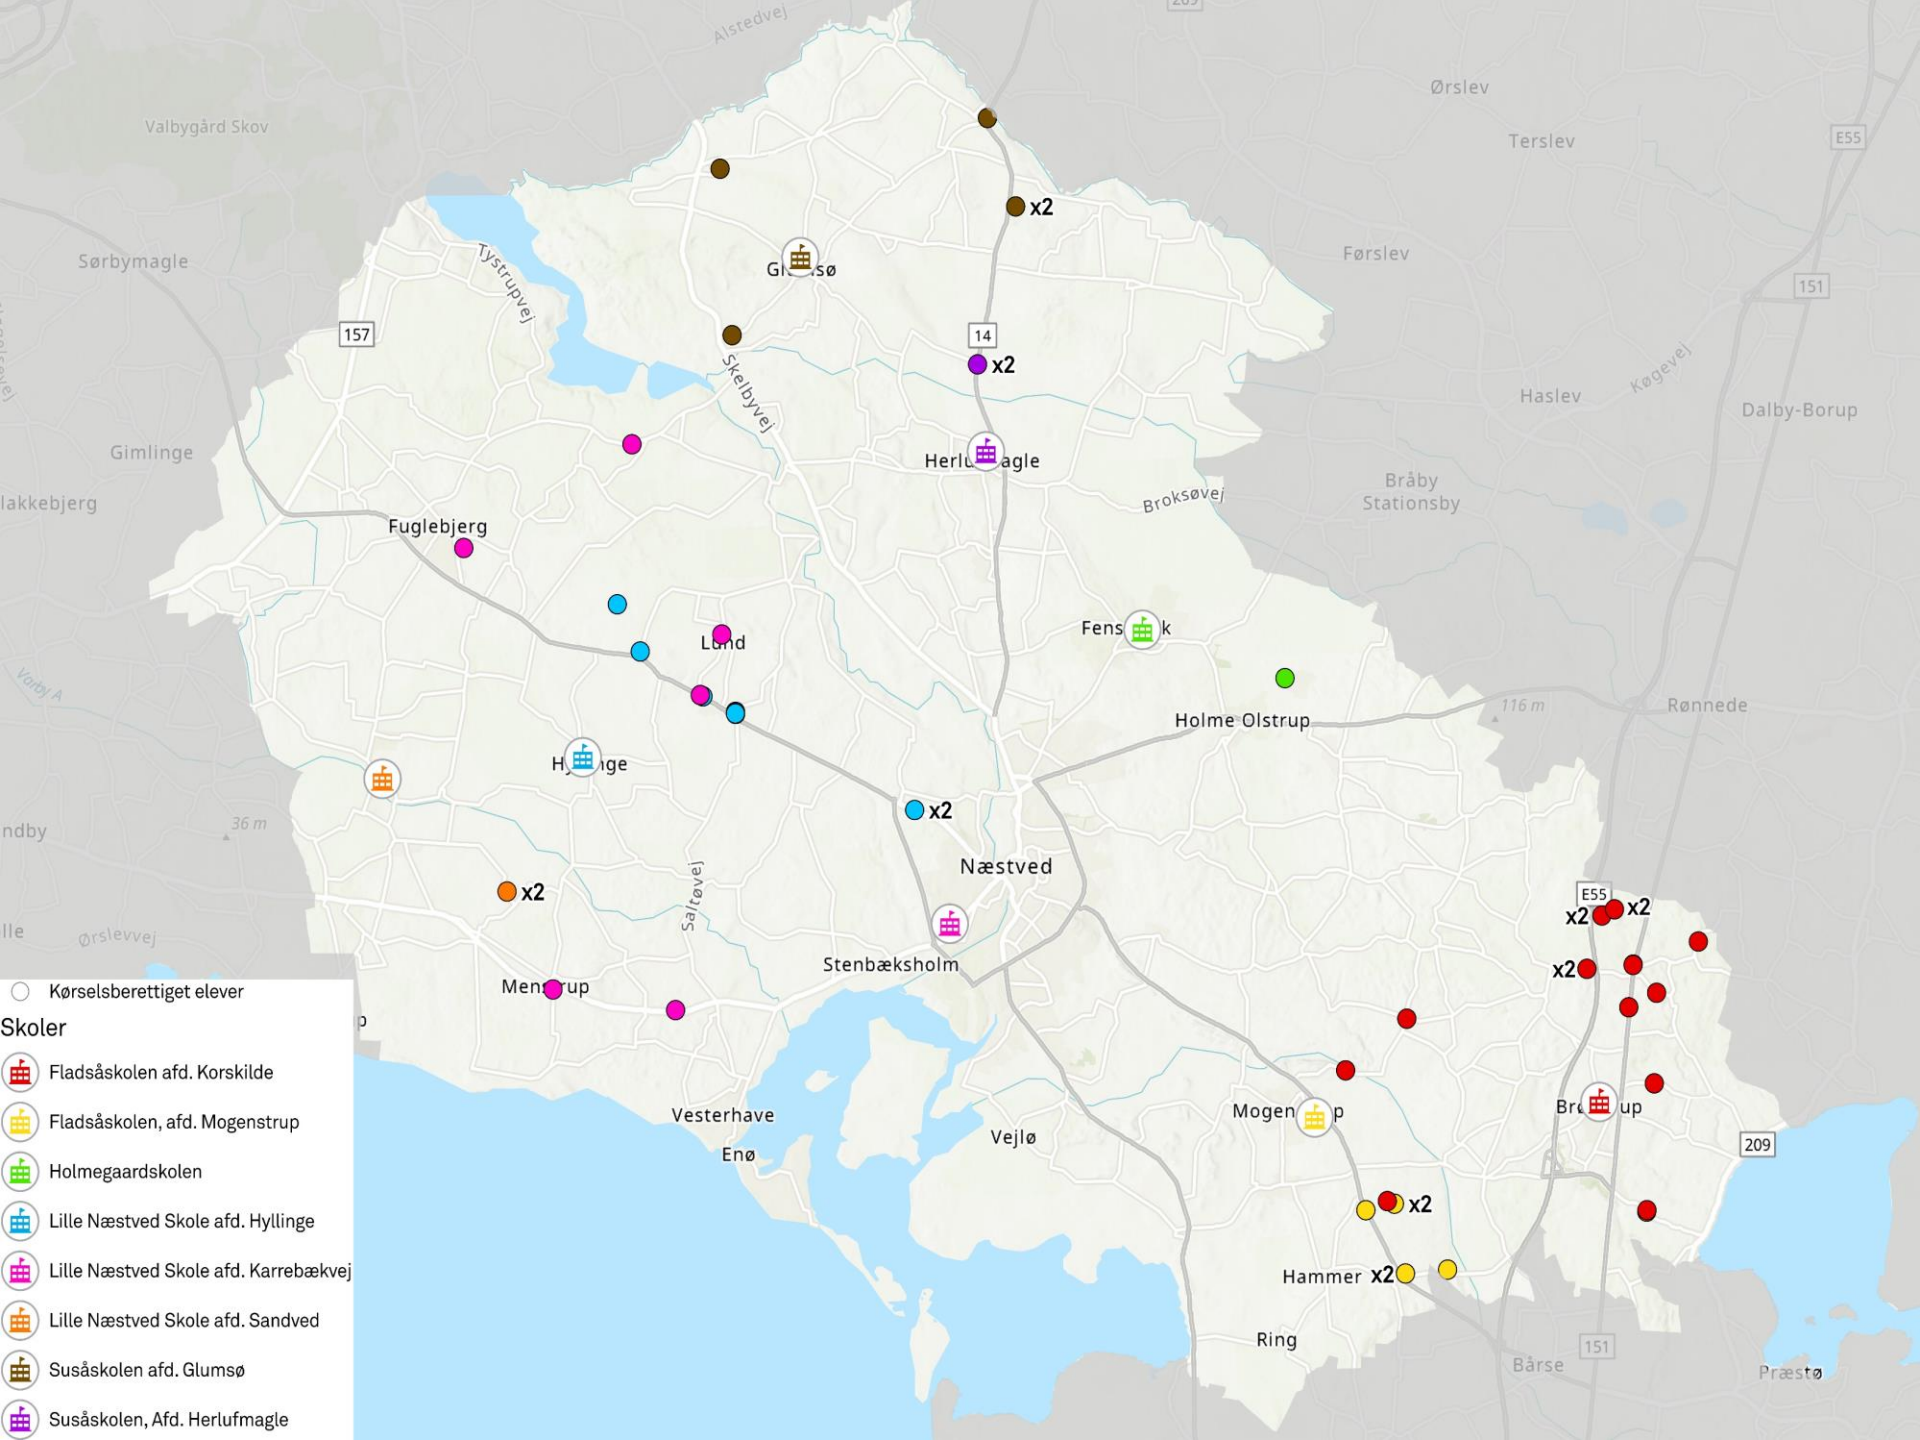 269
Alstedvej
Ørslev
Valbygård Skov
Terslev
E55
x2
Førslev
Sørbymagle
Tystrupvej
151
157
14
x2
Skelbyvej
Køgevej
Haslev
Dalby-Borup
Gimlinge
Herlu agle
Bråby
Stationsby
Broksøvej
lakkebjerg
Fuglebjerg
Fens k
Lund
Holme Olstrup
116 m
Rønnede
ndby
36 m
x2
Næstved
Saltøvej
x2
E55
x2
x2
lle
Ørslevvej
Stenbæksholm
x2
Menstrup
p
Vesterhave
Mogen p
Vejlø
Enø
209
x2
Hammer x2
Ring
151
Bårse
Præstø
Kørselsberettiget elever
Skoler
Fladsåskolen afd. Korskilde
Fladsåskolen, afd. Mogenstrup
Holmegaardskolen
Lille Næstved Skole afd. Hyllinge
Lille Næstved Skole afd. Karrebækvej
Lille Næstved Skole afd. Sandved
Susåskolen afd. Glumsø
Susåskolen, Afd. Herlufmagle